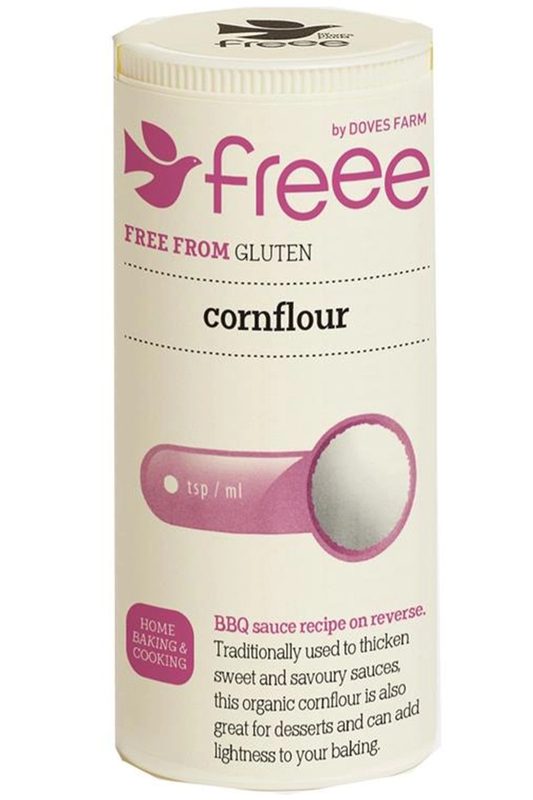 freee
by DOVES FARM
freee
FREE FROM GLUTEN
cornflour
tsp / ml
HOME
BAKING &
COOKING
BBQ sauce recipe on reverse.
Traditionally used to thicken
sweet and savoury sauces,
this organic cornflour is also
great for desserts and can add
lightness to your baking.